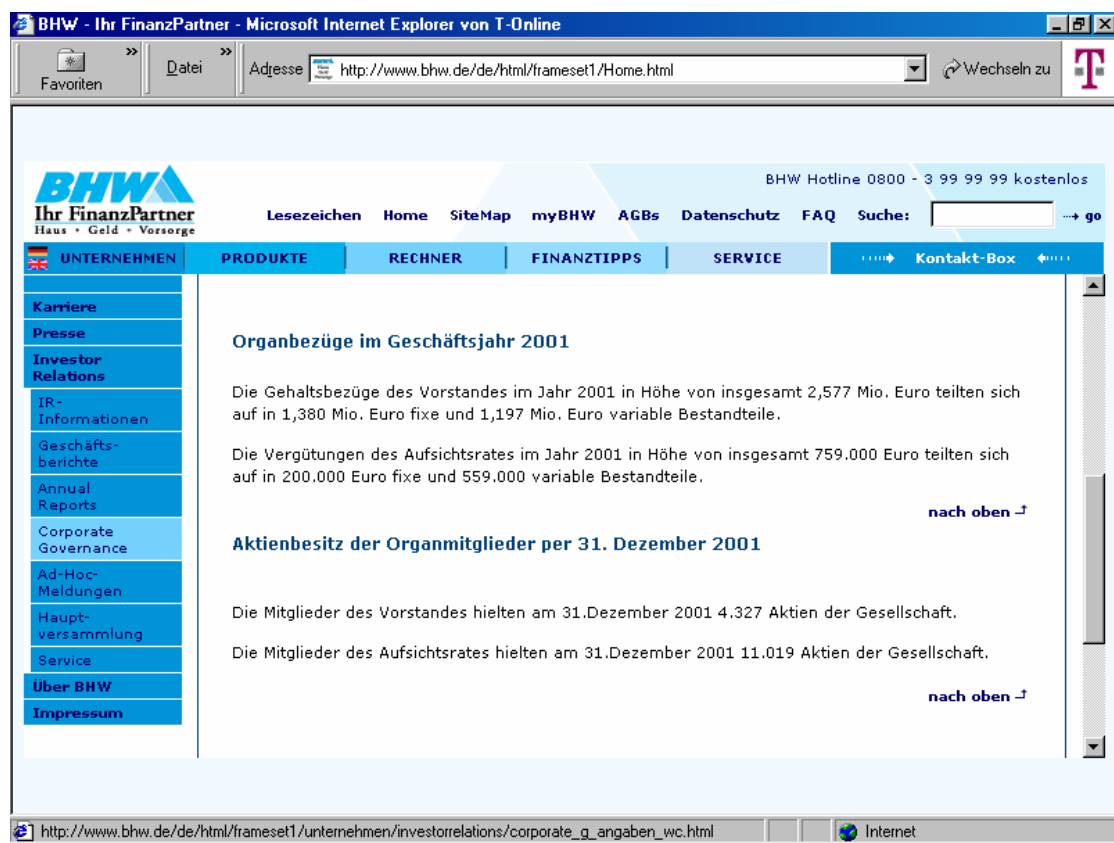 BHW - Ihr FinanzPartner - Microsoft Internet Explorer von T-Online
Favoriten
»
Datei
»
Adresse
http://www.bhw.de/de/html/frameset1/Home.html
Wechseln zu
T
BHW
Ihr FinanzPartner
Haus • Geld • Vorsorge
BHW Hotline 0800 - 3 99 99 99 kostenlos
Lesezeichen Home SiteMap myBHW AGBs Datenschutz FAQ Suche: go
UNTERNEHMEN PRODUKTE RECHNER FINANZTIPPS SERVICE Kontakt-Box
Karriere
Presse
Investor
Relations
IR-
Informationen
Geschäfts-
berichte
Annual
Reports
Corporate
Governance
Ad-Hoc-
Meldungen
Haupt-
versammlung
Service
Über BHW
Impressum
Organbezüge im Geschäftsjahr 2001
Die Gehaltsbezüge des Vorstandes im Jahr 2001 in Höhe von insgesamt 2,577 Mio. Euro teilten sich
auf in 1,380 Mio. Euro fixe und 1,197 Mio. Euro variable Bestandteile.
Die Vergütungen des Aufsichtsrates im Jahr 2001 in Höhe von insgesamt 759.000 Euro teilten sich
auf in 200.000 Euro fixe und 559.000 variable Bestandteile.
nach oben
Aktienbesitz der Organmitglieder per 31. Dezember 2001
Die Mitglieder des Vorstandes hielten am 31.Dezember 2001 4.327 Aktien der Gesellschaft.
Die Mitglieder des Aufsichtsrates hielten am 31.Dezember 2001 11.019 Aktien der Gesellschaft.
nach oben
http://www.bhw.de/de/html/frameset1/unternehmen/investorrelations/corporate_g_angaben_wc.html
Internet